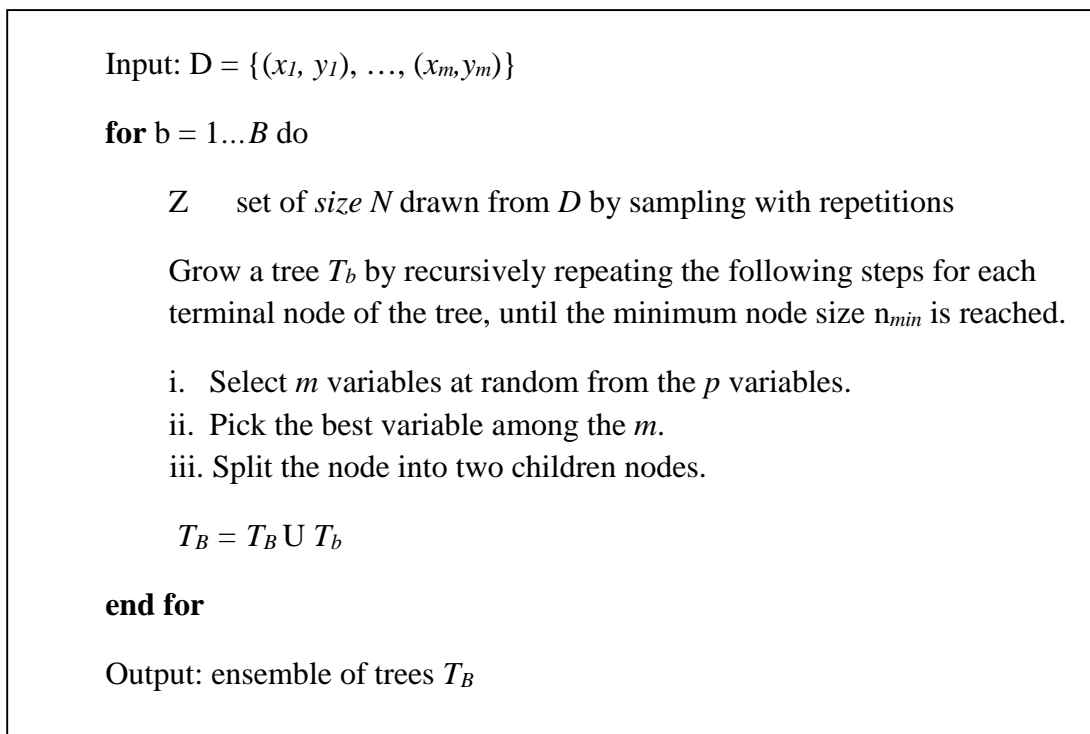 Input: D = {(x1, y1), …, (xm,ym)}
for b = 1...B do
Z set of size N drawn from D by sampling with repetitions
Grow a tree Tb by recursively repeating the following steps for each
terminal node of the tree, until the minimum node size nmin is reached.
i. Select m variables at random from the p variables.
ii. Pick the best variable among the m.
iii. Split the node into two children nodes.
TB = TB U Tb
end for
Output: ensemble of trees TB